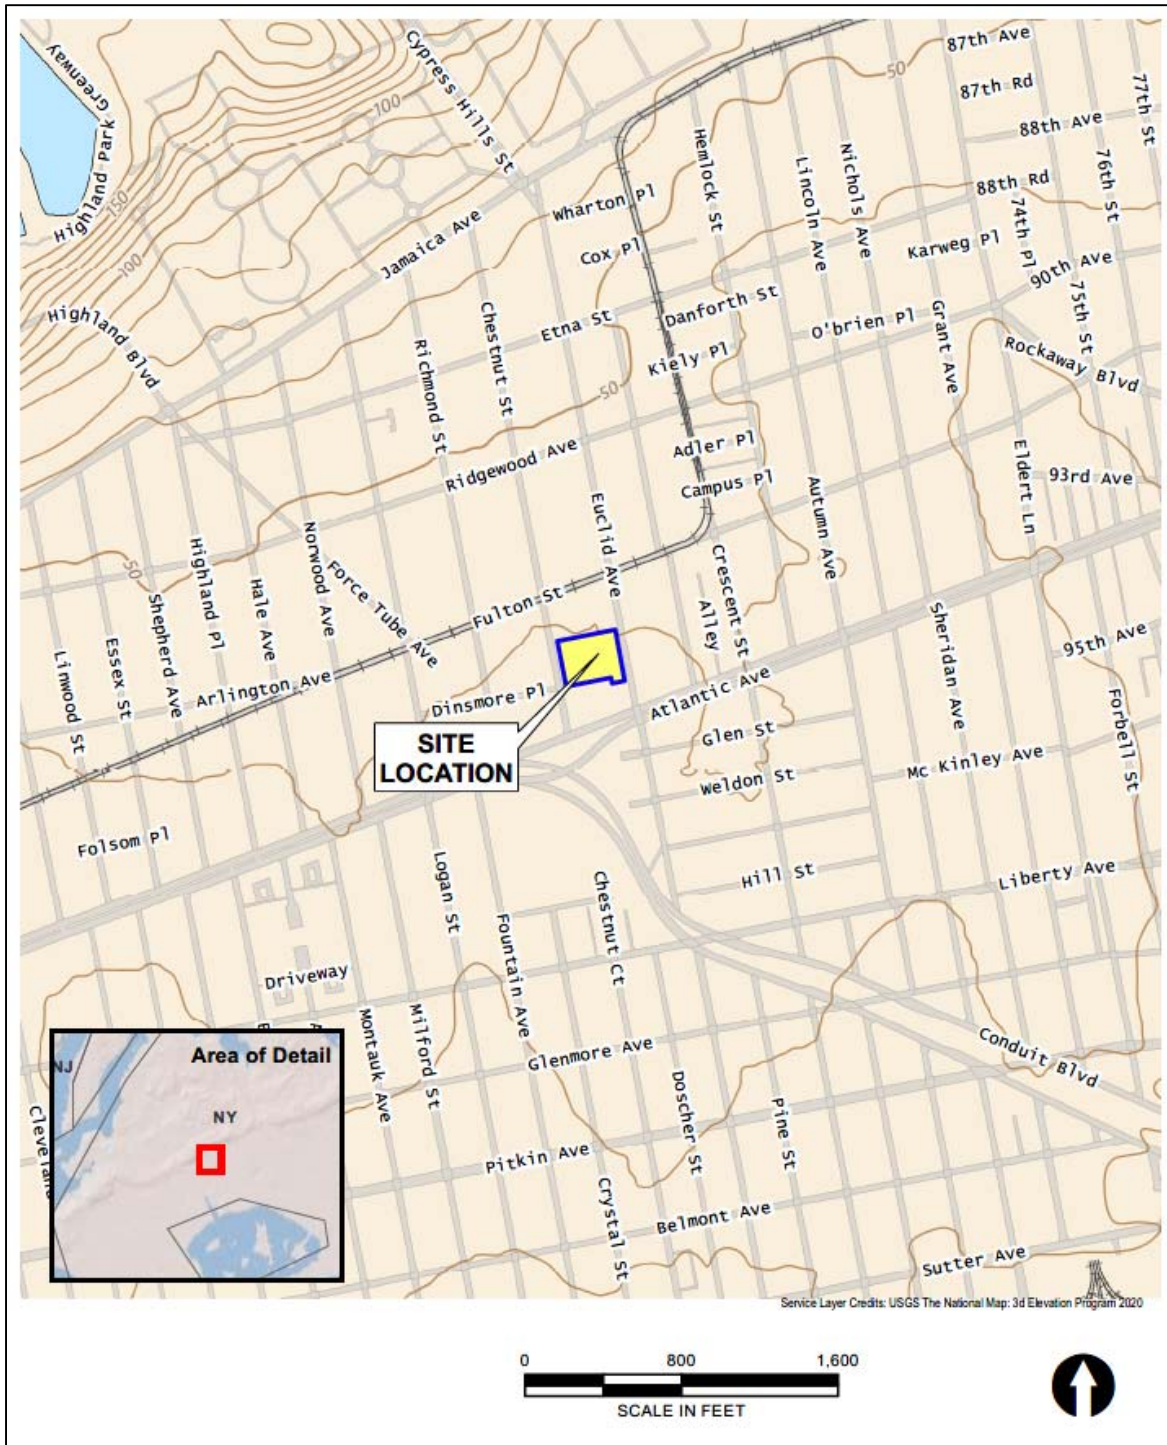 87th Ave
Cypress Hills St
Highland Park Greenway
50
87th Rd
77th St
100
88th Ave
Hemlock St
Lincoln Ave
Nichols Ave
76th St
88th Rd
150
Wharton Pl
74th Pl
Jamaica Ave
Cox Pl
Karweg Pl
90th Ave
100
Danforth St
75th St
Highland Blvd
Chestnut St
Etna St
O'brien Pl
Grant Ave
Richmond St
Kiely Pl
Rockaway Blvd
50
Adler Pl
Ridgewood Ave
Eldert Ln
93rd Ave
Campus Pl
Euclid Ave
Autumn Ave
50
Highland Pl
Norwood Ave
Force Tube Ave
Crescent St
Hale Ave
Shepherd Ave
Fulton St
Alley
Sheridan Ave
95th Ave
Essex St
Linwood St
Arlington Ave
Dinsmore Pl
Atlantic Ave
Forbell St
SITE
LOCATION
Glen St
Mc Kinley Ave
Weldon St
Folsom Pl
Logan St
Chestnut Ct
Hill St
Liberty Ave
Fountain Ave
Driveway
Montauk Ave
Milford St
Glenmore Ave
Conduit Blvd
Doscher St
Pine St
Pitkin Ave
Crystal St
Belmont Ave
Sutter Ave
Area of Detail
NJ
NY
Service Layer Credits: USGS The National Map: 3d Elevation Program 2020
0 800 1,600
SCALE IN FEET